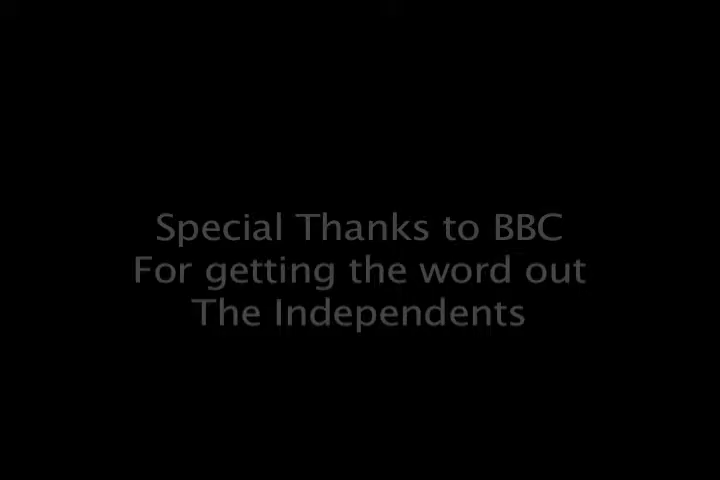 Special Thanks to BBC
For getting the word out
The Independents